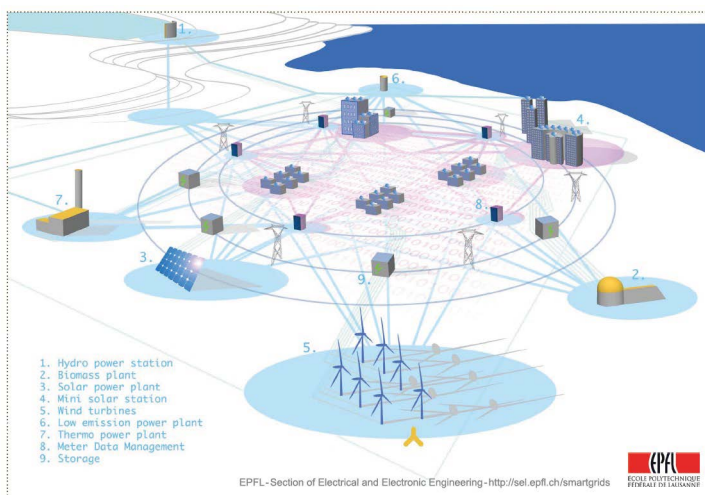 1.
6.
4.
7.
8.
3.
2.
9.
5.
1. Hydro power station
2. Biomass plant
3. Solar power plant
4. Mini solar station
5. Wind turbines
6. Low emission power plant
7. Thermo power plant
8. Meter Data Management
9. Storage
EPFL-Section of Electrical and Electronic Engineering-http://sel.epfl.ch/smartgrids
EPFL
ÉCOLE POLYTECHNIQUE
FÉDÉRALE DE LAUSANNE